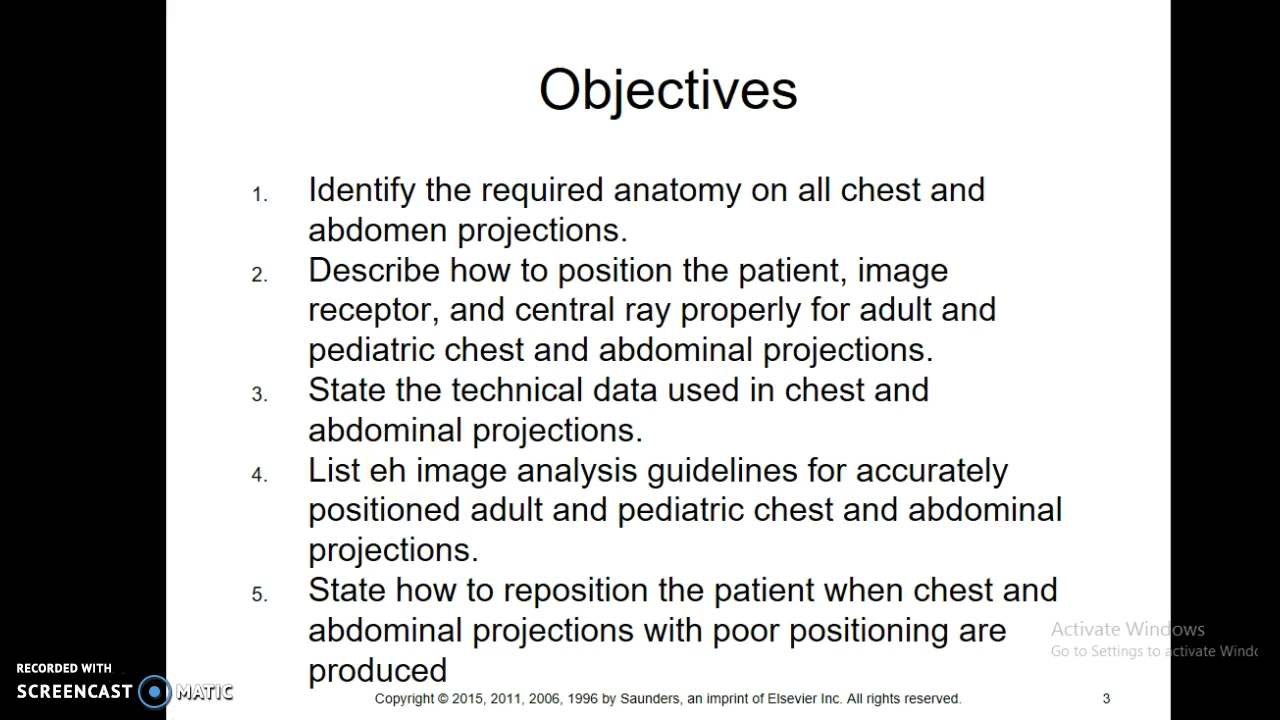 Objectives
1. Identify the required anatomy on all chest and
abdomen projections.
2. Describe how to position the patient, image
receptor, and central ray properly for adult and
pediatric chest and abdominal projections.
3. State the technical data used in chest and
abdominal projections.
4. List eh image analysis guidelines for accurately
positioned adult and pediatric chest and abdominal
projections.
5. State how to reposition the patient when chest and
abdominal projections with poor positioning are
produced
Activate Windows
Go to Settings to activate Windo
RECORDED WITH
SCREENCAST MATIC
Copyright © 2015, 2011, 2006, 1996 by Saunders, an imprint of Elsevier Inc. All rights reserved.
3